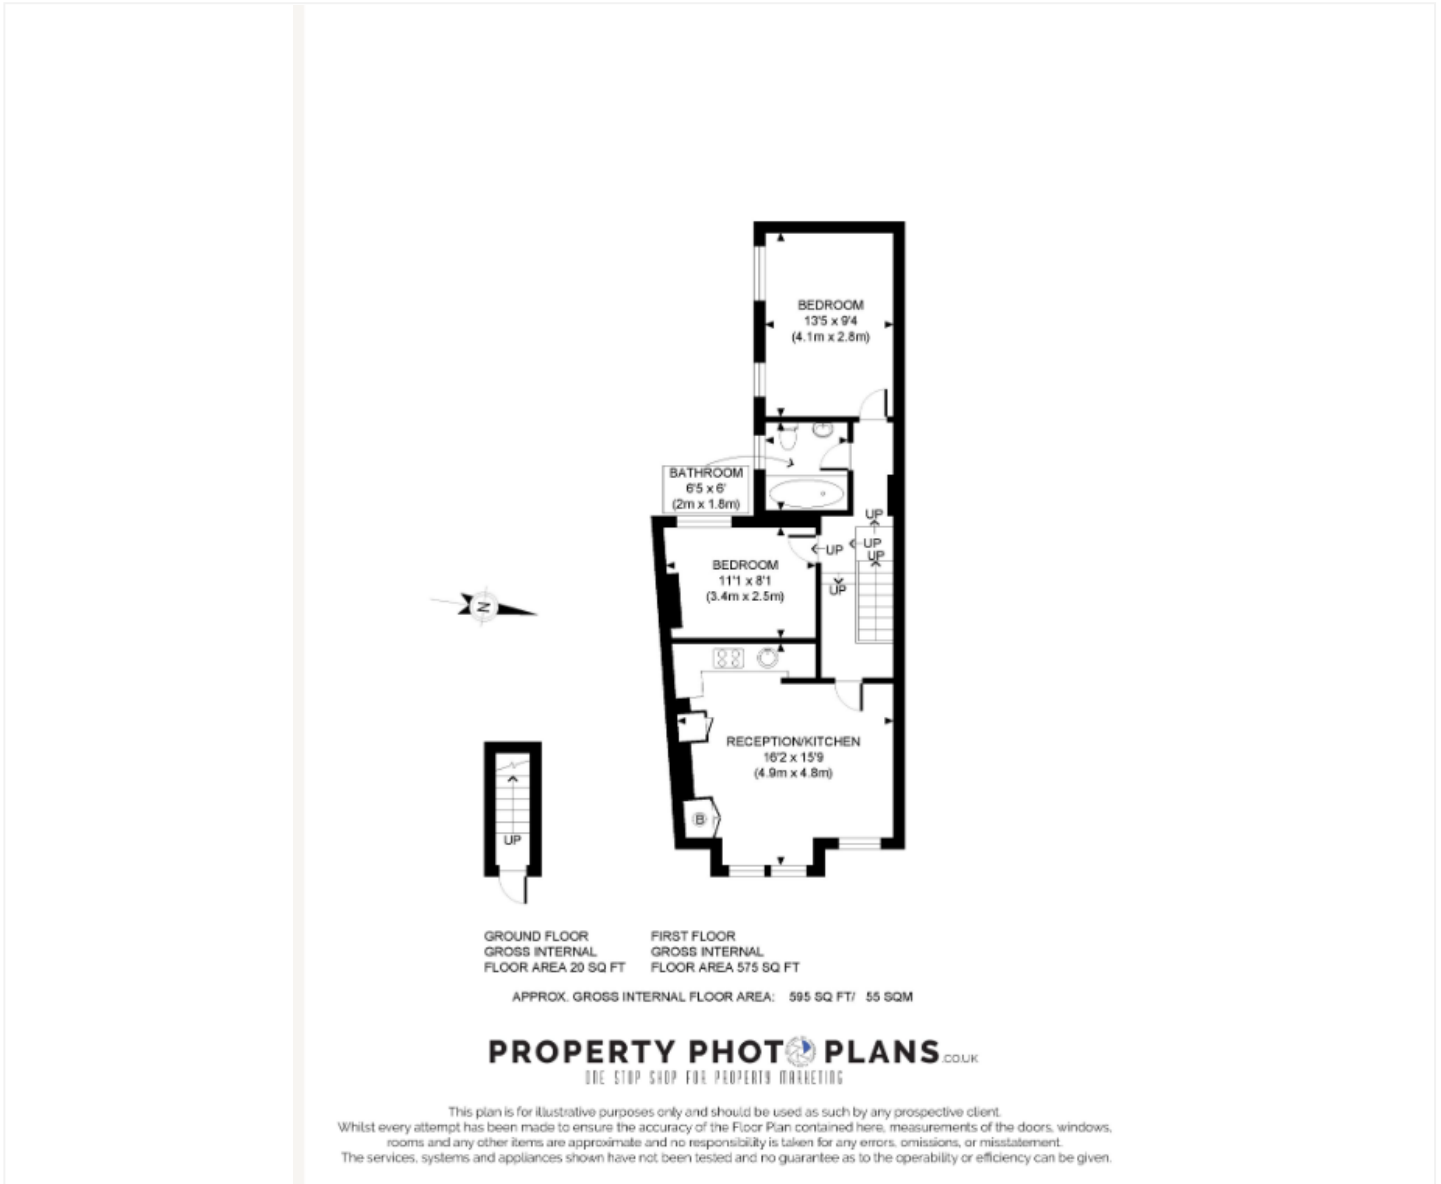 BEDROOM
13'5 x 9'4
(4.1m x 2.8m)
BATHROOM
6'5 x 6'
(2m x 1.8m)
UP
UP
UP
UP
UP
BEDROOM
11'1 x 8'1
(3.4m x 2.5m)
N
RECEPTION/KITCHEN
16'2 x 15'9
(4.9m x 4.8m)
B
UP
GROUND FLOOR
GROSS INTERNAL
FLOOR AREA 20 SQ FT
FIRST FLOOR
GROSS INTERNAL
FLOOR AREA 575 SQ FT
APPROX. GROSS INTERNAL FLOOR AREA: 595 SQ FT/ 55 SQM
PROPERTY PHOTO PLANS.CO.UK
ONE STOP SHOP FOR PROPERTY MARKETING
This plan is for illustrative purposes only and should be used as such by any prospective client.
Whilst every attempt has been made to ensure the accuracy of the Floor Plan contained here, measurements of the doors, windows,
rooms and any other items are approximate and no responsibility is taken for any errors, omissions, or misstatement.
The services, systems and appliances shown have not been tested and no guarantee as to the operability or efficiency can be given.